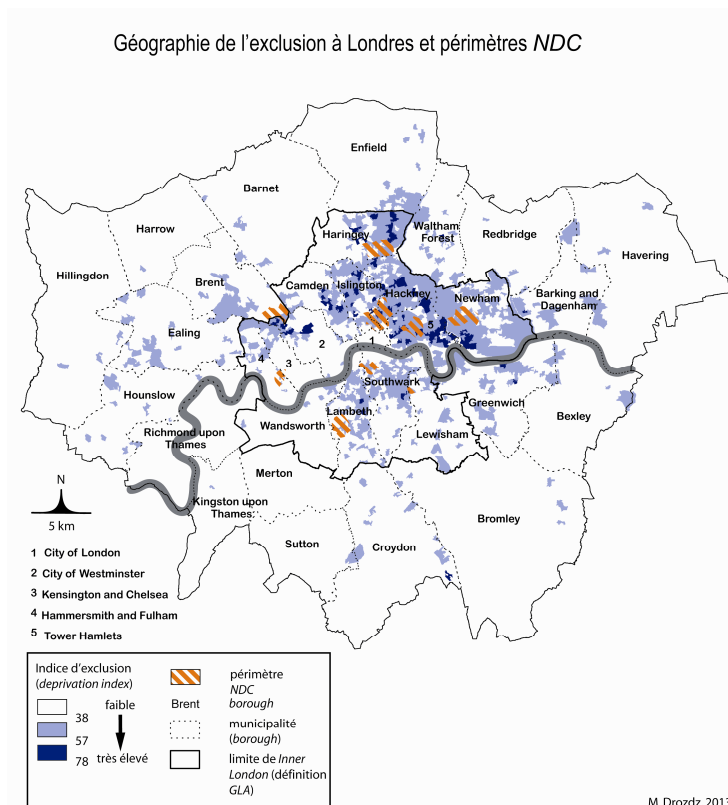 Géographie de l'exclusion à Londres et périmètres NDC
Enfield
Barnet
Harrow
Haringey
Waltham
Forest
Redbridge
Havering
Hillingdon
Brent
Camden
Islington
Hackney
Newham
Barking and
Dagenham
Ealing
5
2
1
4
3
Southwark
Hounslow
Lambeth
Greenwich
Bexley
Richmond upon
Thames
Wandsworth
Lewisham
Merton
N
Kingston upon
Thames
Bromley
5 km
Sutton
Croydon
1 City of London
2 City of Westminster
3 Kensington and Chelsea
4 Hammersmith and Fulham
5 Tower Hamlets
Indice d'exclusion
(deprivation index)
faible
38
57
78 très élevé
périmètre
NDC
borough
Brent
municipalité
(borough)
limite de Inner
London (définition
GLA)
M. Drozdz, 201